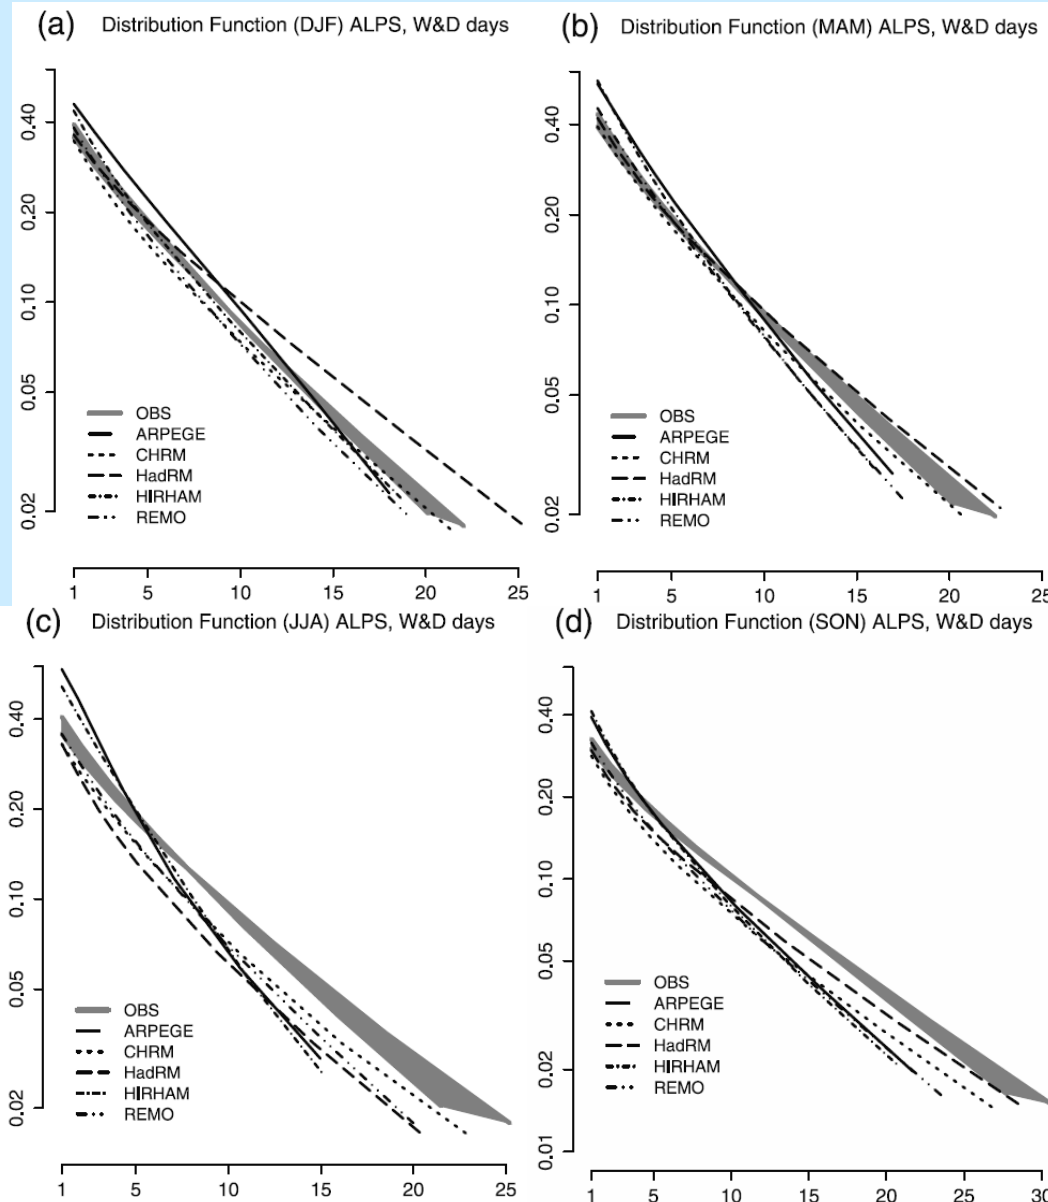 (a) Distribution Function (DJF) ALPS, W&D days
0.40
0.20
0.10
0.05
0.02
OBS
ARPEGE
CHRM
HadRM
HIRHAM
REMO
1 5 10 15 20 25
(b) Distribution Function (MAM) ALPS, W&D days
0.40
0.20
0.10
0.05
0.02
OBS
ARPEGE
CHRM
HadRM
HIRHAM
REMO
1 5 10 15 20 25
(c) Distribution Function (JJA) ALPS, W&D days
0.40
0.20
0.10
0.05
0.02
OBS
ARPEGE
CHRM
HadRM
HIRHAM
REMO
1 5 10 15 20 25
(d) Distribution Function (SON) ALPS, W&D days
0.40
0.20
0.10
0.05
0.02
0.01
OBS
ARPEGE
CHRM
HadRM
HIRHAM
REMO
1 5 10 15 20 25 30